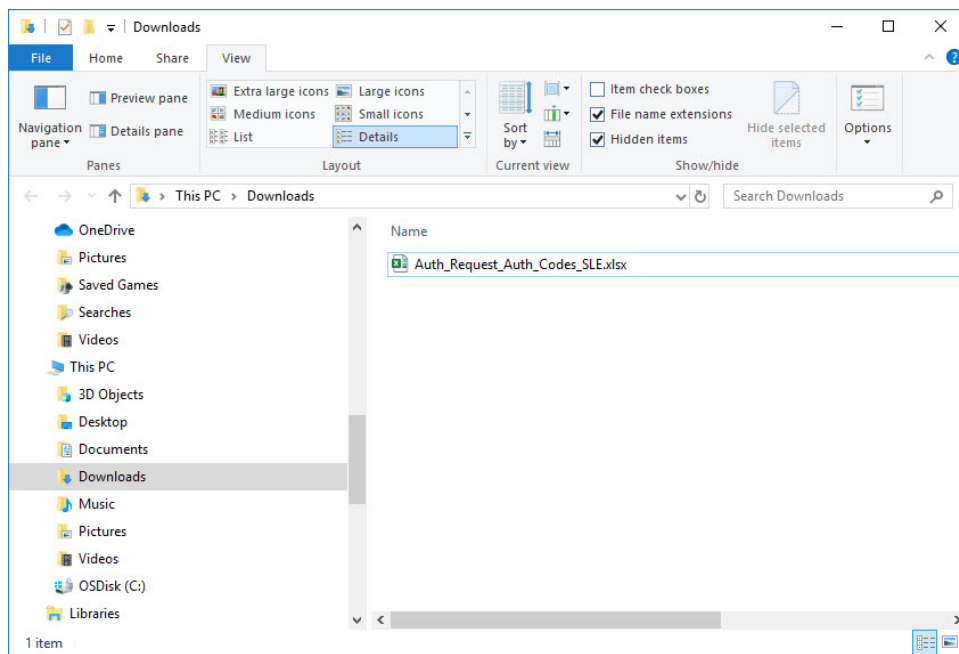 Downloads
File Home Share View
Navigation pane
Preview pane
Details pane
Panes
Extra large icons Large icons
Medium icons Small icons
List Details
Layout
Sort by
Current view
Item check boxes
File name extensions
Hidden items
Hide selected items
Show/hide
Options
This PC > Downloads
Search Downloads
OneDrive
Pictures
Saved Games
Searches
Videos
This PC
3D Objects
Desktop
Documents
Downloads
Music
Pictures
Videos
OSDisk (C:)
Libraries
Name
Auth_Request_Auth_Codes_SLE.xlsx
1 item